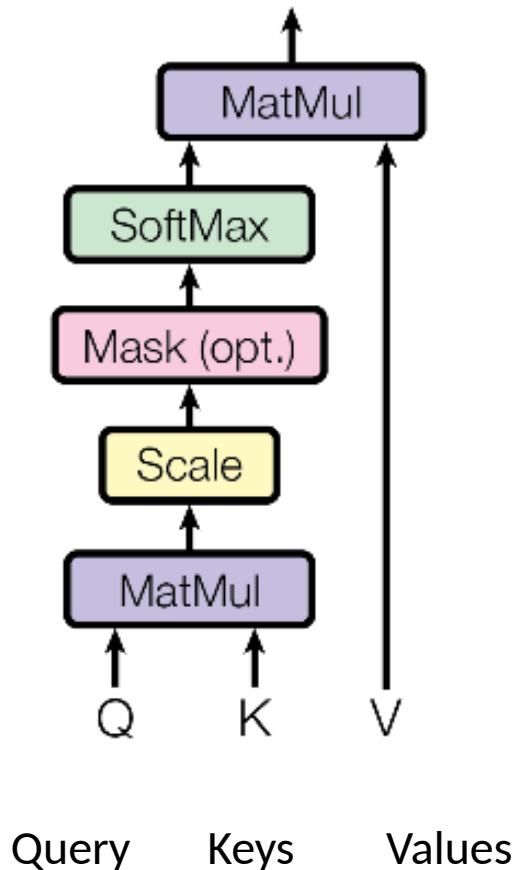 MatMul
SoftMax
Mask (opt.)
Scale
MatMul
Q K V
Query Keys Values